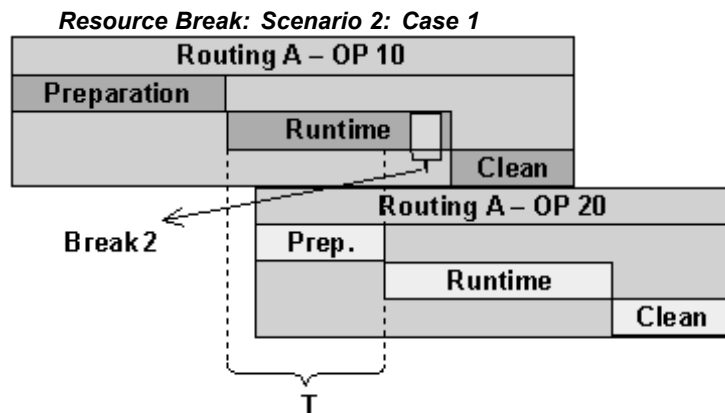 Resource Break: Scenario 2: Case 1
Routing A – OP 10
Preparation
Runtime
Clean
Routing A – OP 20
Break 2
Prep.
Runtime
Clean
T